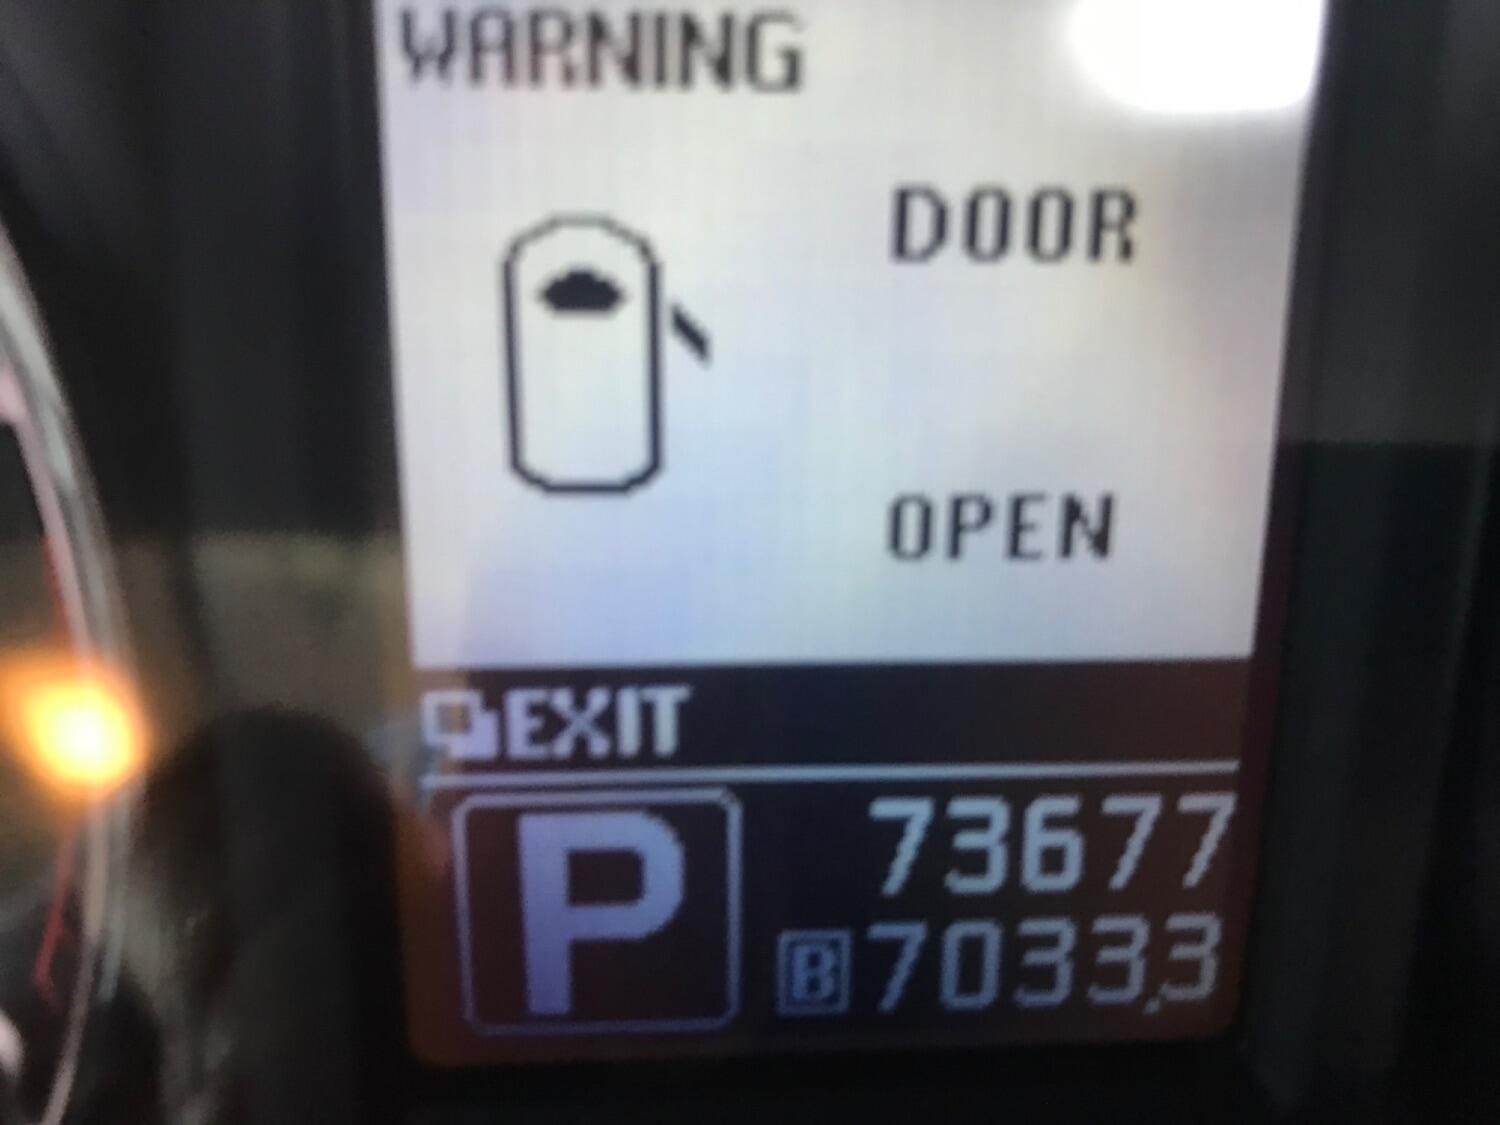 WARNING
DOOR
OPEN
EXIT
P
73677
B 7033.3